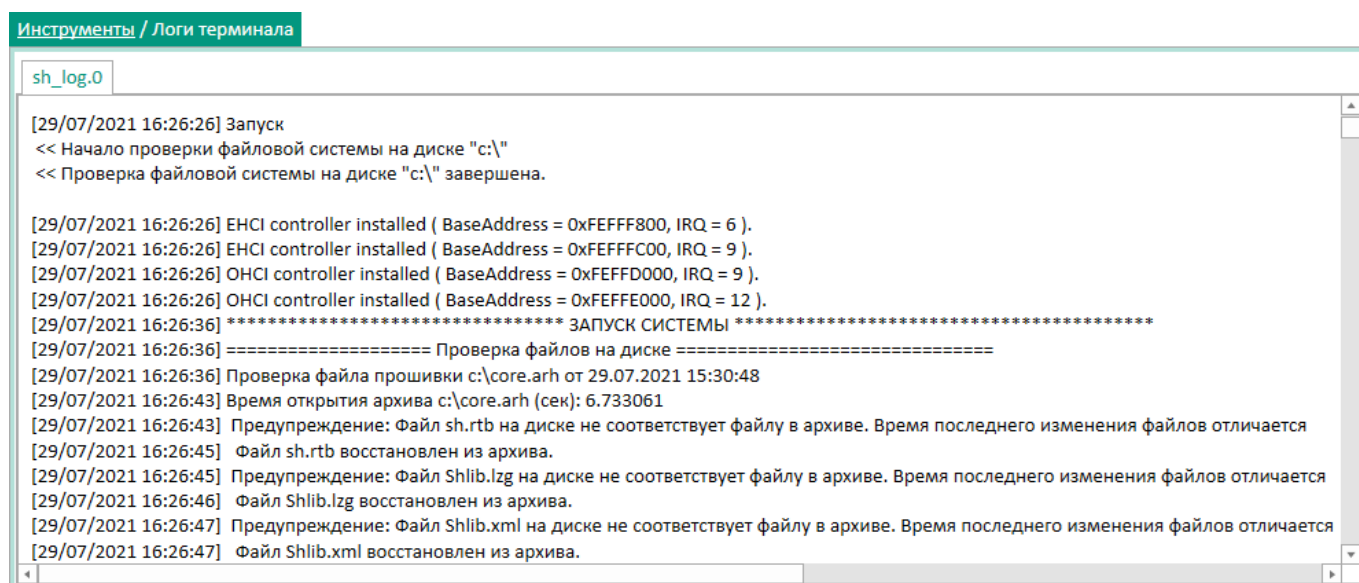 Инструменты / Логи терминала
sh_log.0
[29/07/2021 16:26:26] Запуск
<< Начало проверки файловой системы на диске "c:\"
<< Проверка файловой системы на диске "c:\" завершена.
[29/07/2021 16:26:26] EHCI controller installed ( BaseAddress = 0xFEFFF800, IRQ = 6 ).
[29/07/2021 16:26:26] EHCI controller installed ( BaseAddress = 0xFEFFFC00, IRQ = 9 ).
[29/07/2021 16:26:26] OHCI controller installed ( BaseAddress = 0xFEFFD000, IRQ = 9 ).
[29/07/2021 16:26:26] OHCI controller installed ( BaseAddress = 0xFEFFE000, IRQ = 12 ).
[29/07/2021 16:26:36] ********************************* ЗАПУСК СИСТЕМЫ *****************************************
[29/07/2021 16:26:36] ==================== Проверка файлов на диске ===============================
[29/07/2021 16:26:36] Проверка файла прошивки c:\core.arh от 29.07.2021 15:30:48
[29/07/2021 16:26:43] Время открытия архива c:\core.arh (сек): 6.733061
[29/07/2021 16:26:43] Предупреждение: Файл sh.rtb на диске не соответствует файлу в архиве. Время последнего изменения файлов отличается
[29/07/2021 16:26:45] Файл sh.rtb восстановлен из архива.
[29/07/2021 16:26:45] Предупреждение: Файл Shlib.lzg на диске не соответствует файлу в архиве. Время последнего изменения файлов отличается
[29/07/2021 16:26:46] Файл Shlib.lzg восстановлен из архива.
[29/07/2021 16:26:47] Предупреждение: Файл Shlib.xml на диске не соответствует файлу в архиве. Время последнего изменения файлов отличается
[29/07/2021 16:26:47] Файл Shlib.xml восстановлен из архива.